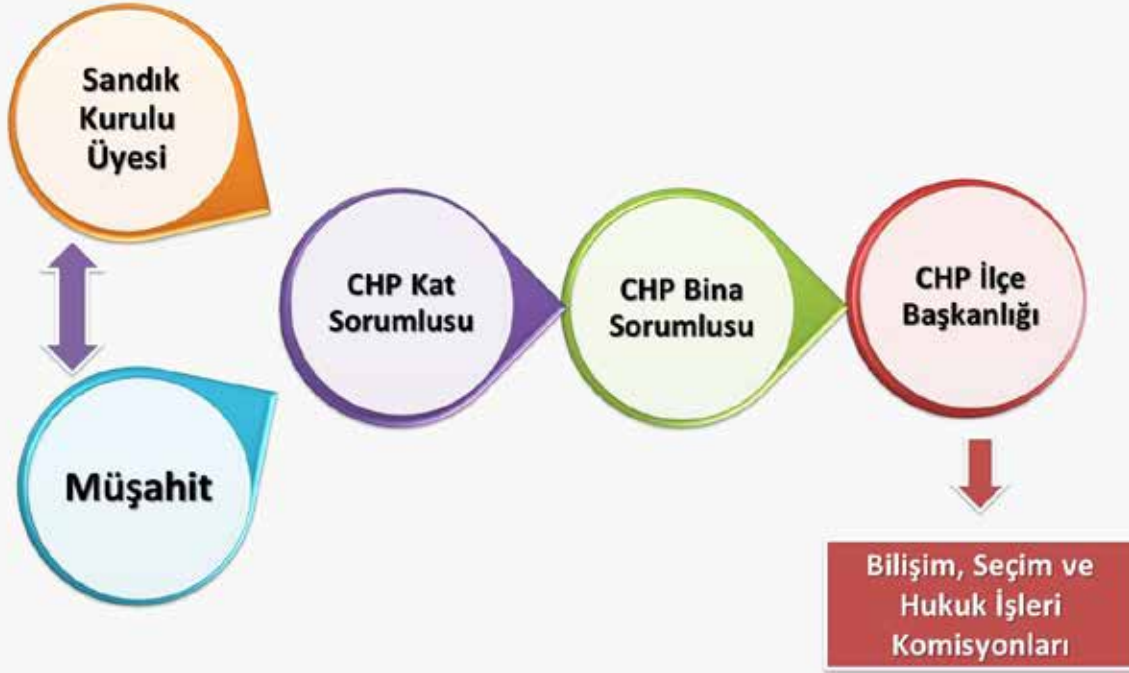 Sandık
Kurulu
Üyesi
Müşahit
CHP Kat
Sorumlusu
CHP Bina
Sorumlusu
CHP İlçe
Başkanlığı
Bilişim, Seçim ve
Hukuk İşleri
Komisyonları